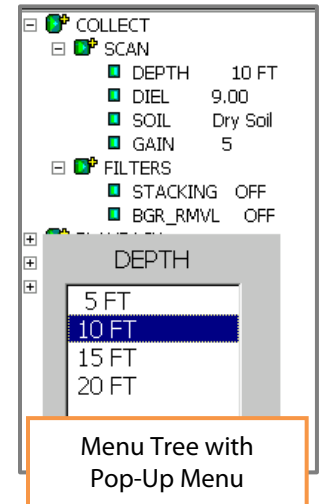 COLLECT
SCAN
DEPTH 10 FT
DIEL 9.00
SOIL Dry Soil
GAIN 5
FILTERS
STACKING OFF
BGR_RMVL OFF
DEPTH
5 FT
10 FT
15 FT
20 FT
Menu Tree with
Pop-Up Menu